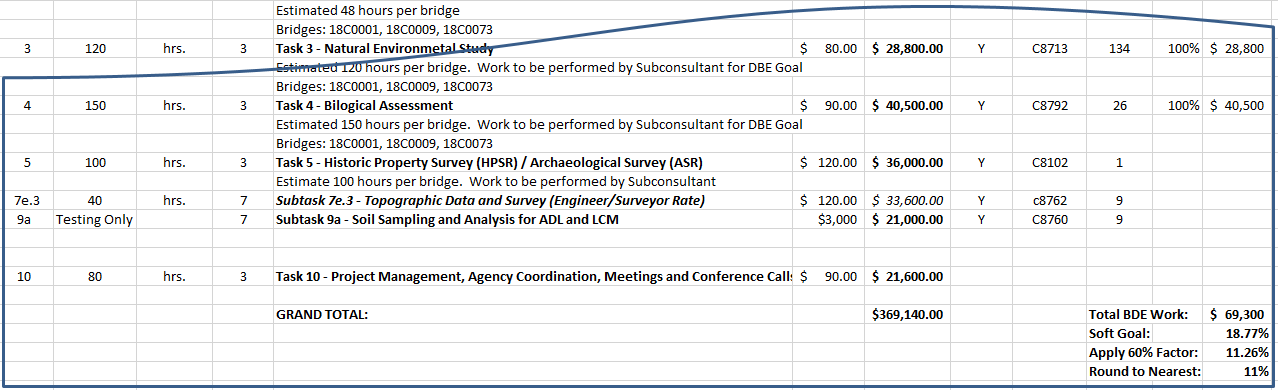 Estimated 48 hours per bridge
Bridges: 18C0001, 18C0009, 18C0073
3 120 hrs. 3 Task 3 - Natural Environmetal Study $ 80.00 $ 28,800.00 Y C8713 134 100% $ 28,800
Estimated 120 hours per bridge. Work to be performed by Subconsultant for DBE Goal
Bridges: 18C0001, 18C0009, 18C0073
4 150 hrs. 3 Task 4 - Bilogical Assessment $ 90.00 $ 40,500.00 Y C8792 26 100% $ 40,500
Estimated 150 hours per bridge. Work to be performed by Subconsultant for DBE Goal
Bridges: 18C0001, 18C0009, 18C0073
5 100 hrs. 3 Task 5 - Historic Property Survey (HPSR) / Archaeological Survey (ASR) $ 120.00 $ 36,000.00 Y C8102 1
Estimate 100 hours per bridge. Work to be performed by Subconsultant
7e.3 40 hrs. 7 Subtask 7e.3 - Topographic Data and Survey (Engineer/Surveyor Rate) $ 120.00 $ 33,600.00 Y c8762 9
9a Testing Only 7 Subtask 9a - Soil Sampling and Analysis for ADL and LCM $3,000 $ 21,000.00 Y C8760 9
10 80 hrs. 3 Task 10 - Project Management, Agency Coordination, Meetings and Conference Calls $ 90.00 $ 21,600.00
GRAND TOTAL: $369,140.00 Total BDE Work: $ 69,300
Soft Goal: 18.77%
Apply 60% Factor: 11.26%
Round to Nearest: 11%